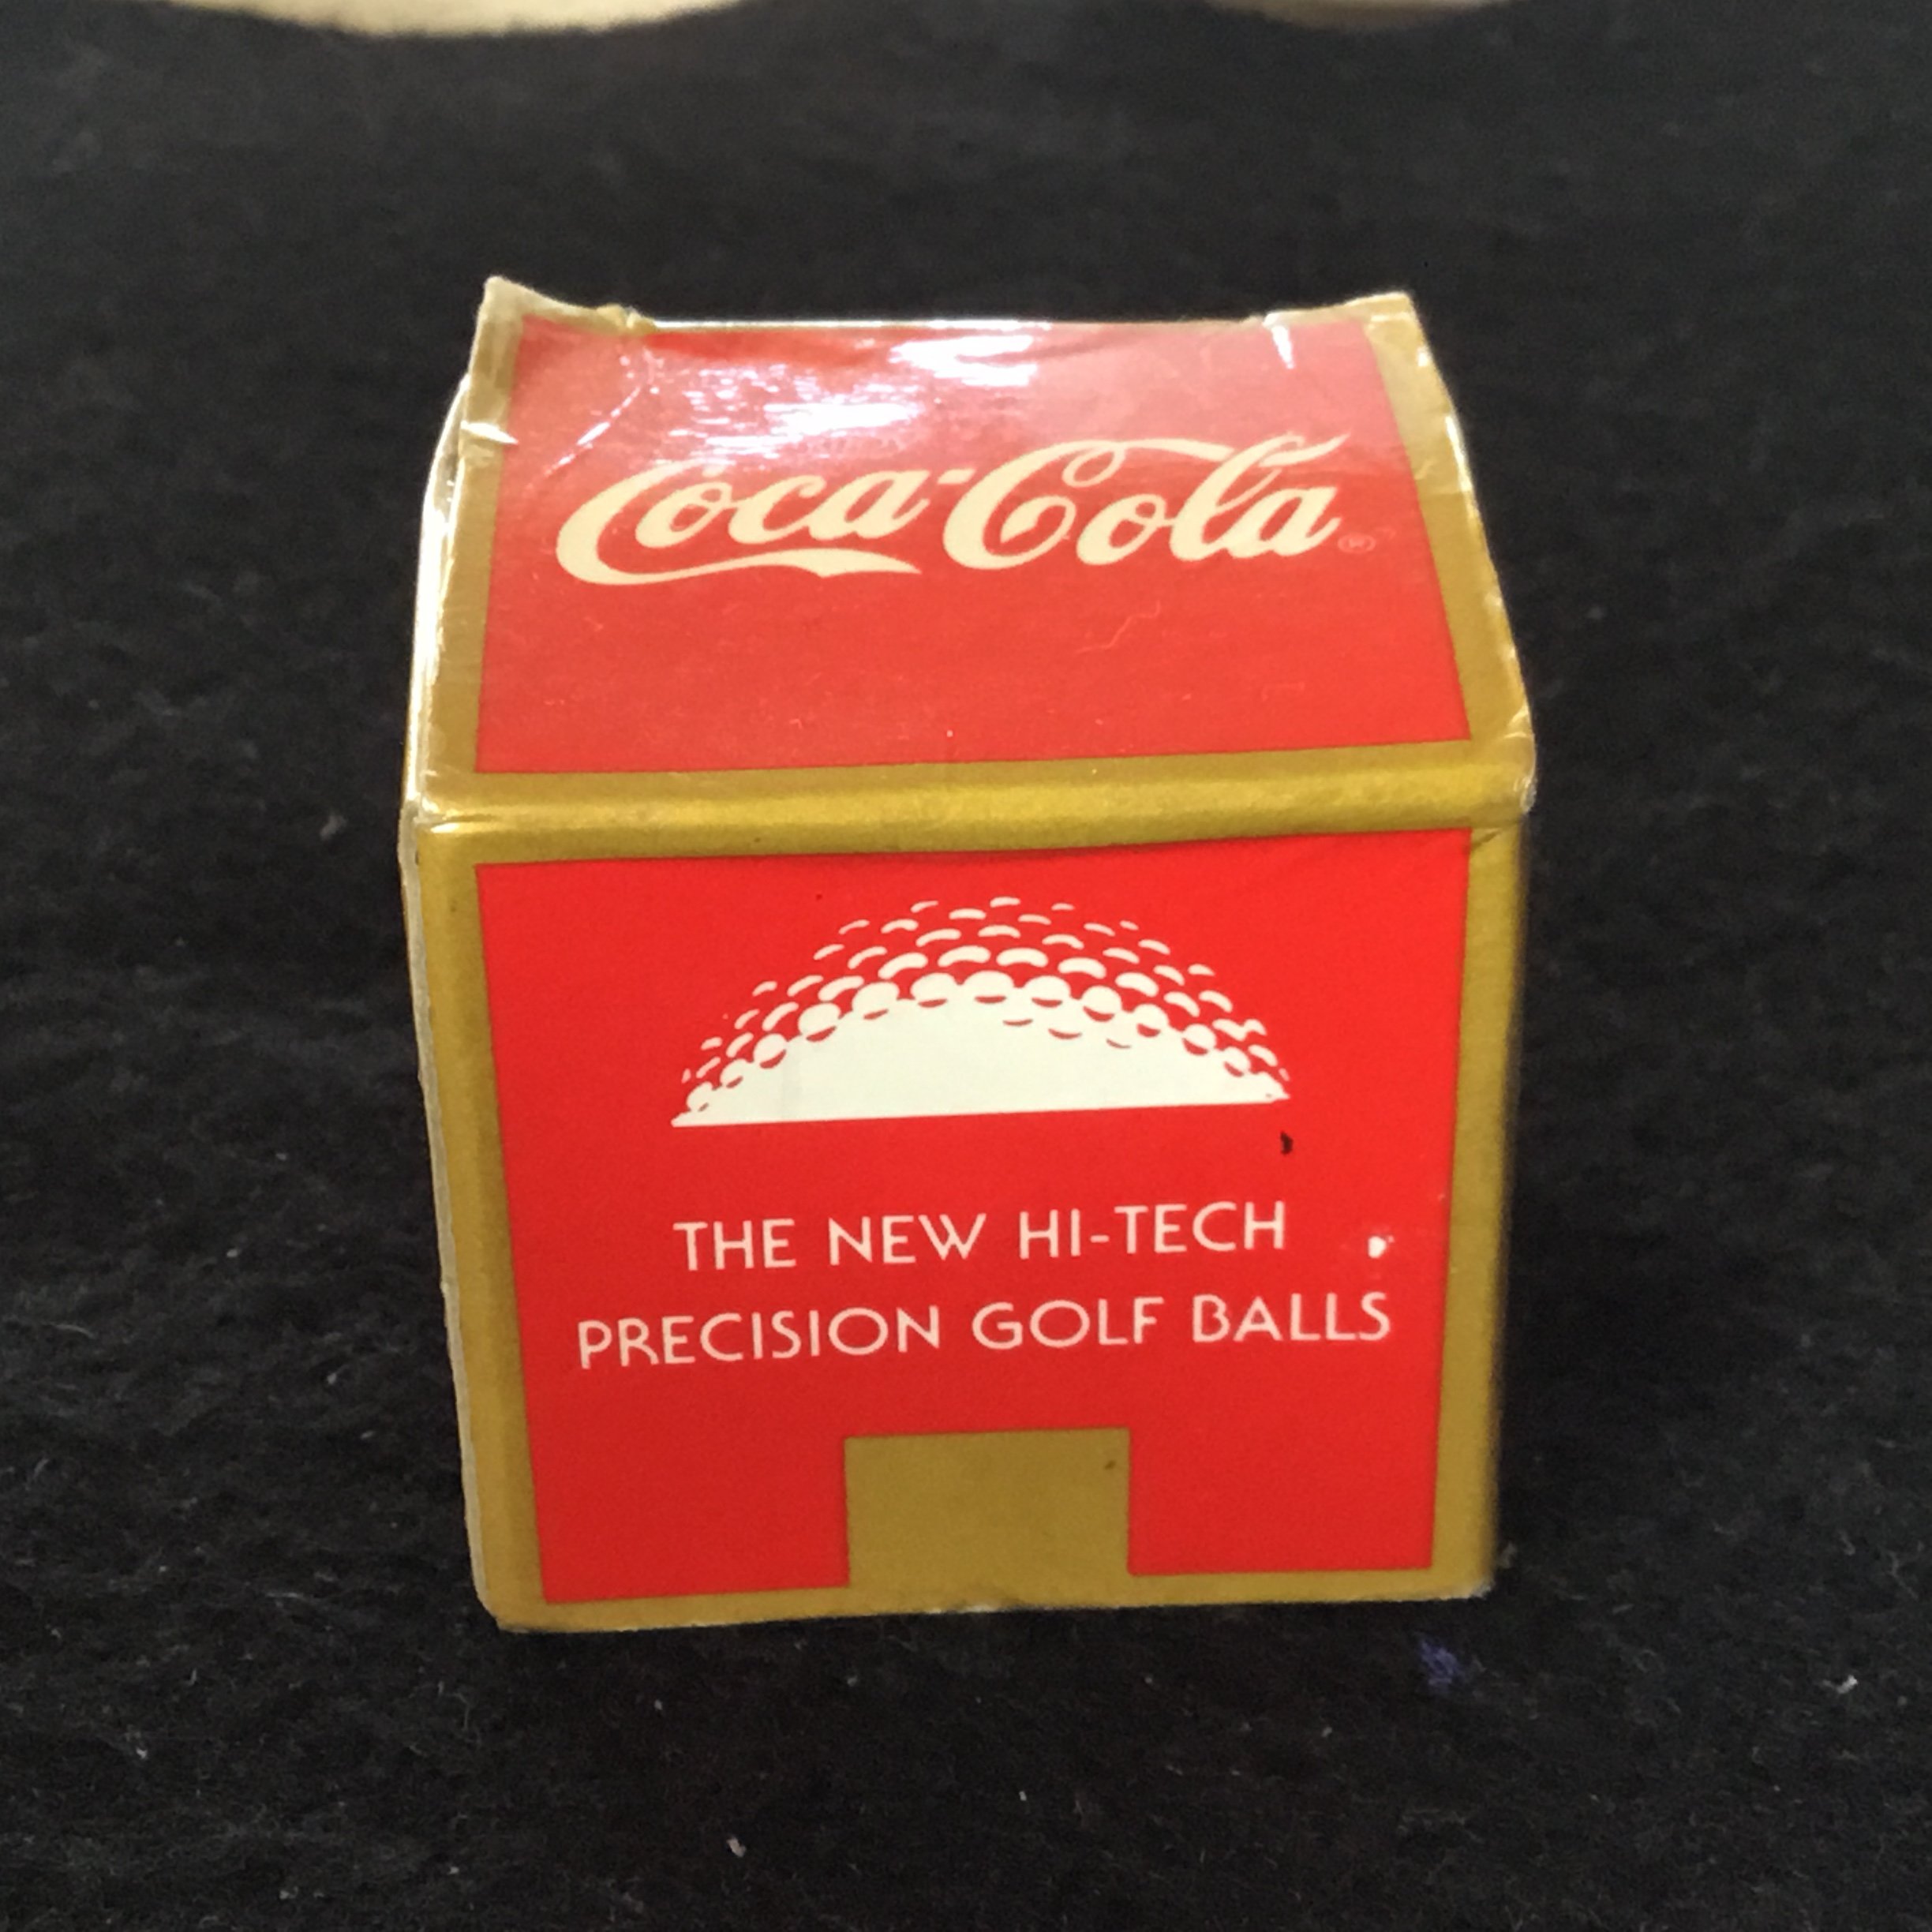 Coca-Cola®
THE NEW HI-TECH
PRECISION GOLF BALLS